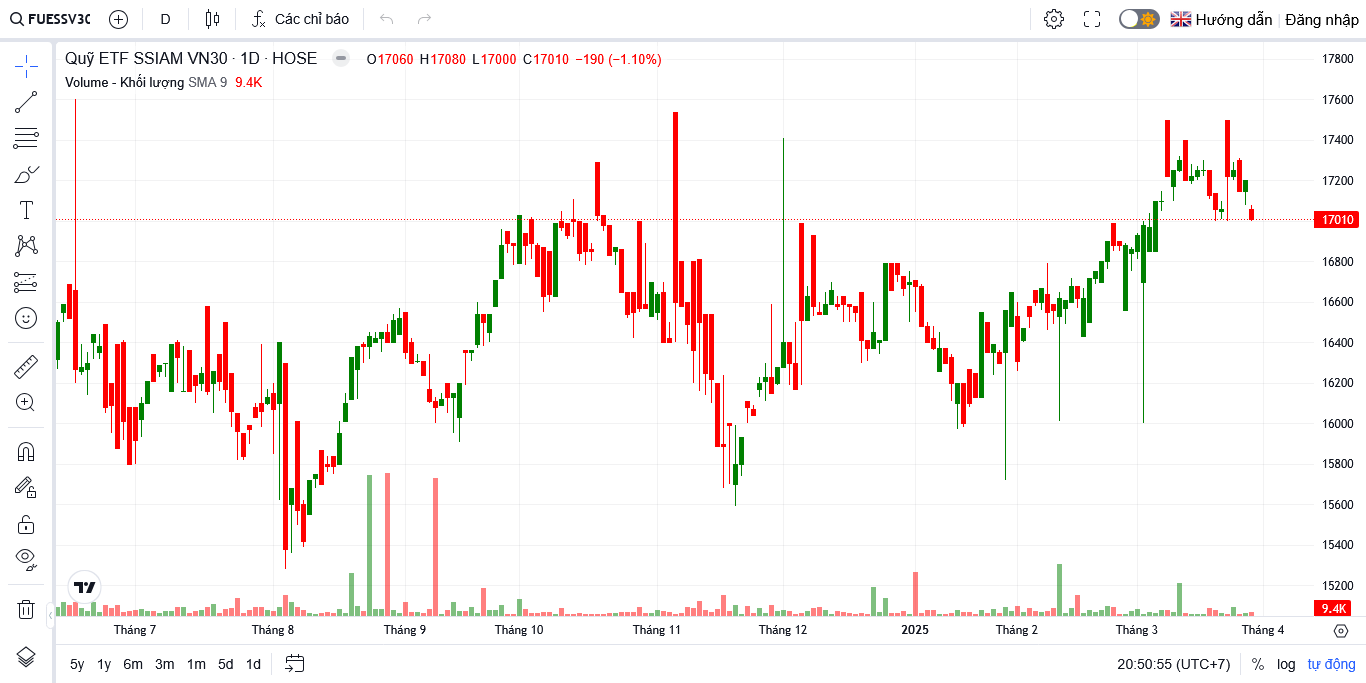 FUESSV30
D
Các chỉ báo
Hướng dẫn
Đăng nhập
Quỹ ETF SSIAM VN30 · 1D · HOSE
O17060 H17080 L17000 C17010 −190 (−1.10%)
Volume - Khối lượng SMA 9 9.4K
17800
17600
17400
17200
17010
16800
16600
16400
16200
16000
15800
15600
15400
15200
9.4K
Tháng 7
Tháng 8
Tháng 9
Tháng 10
Tháng 11
Tháng 12
2025
Tháng 2
Tháng 3
Tháng 4
5y 1y 6m 3m 1m 5d 1d
20:50:55 (UTC+7)
% log tự động